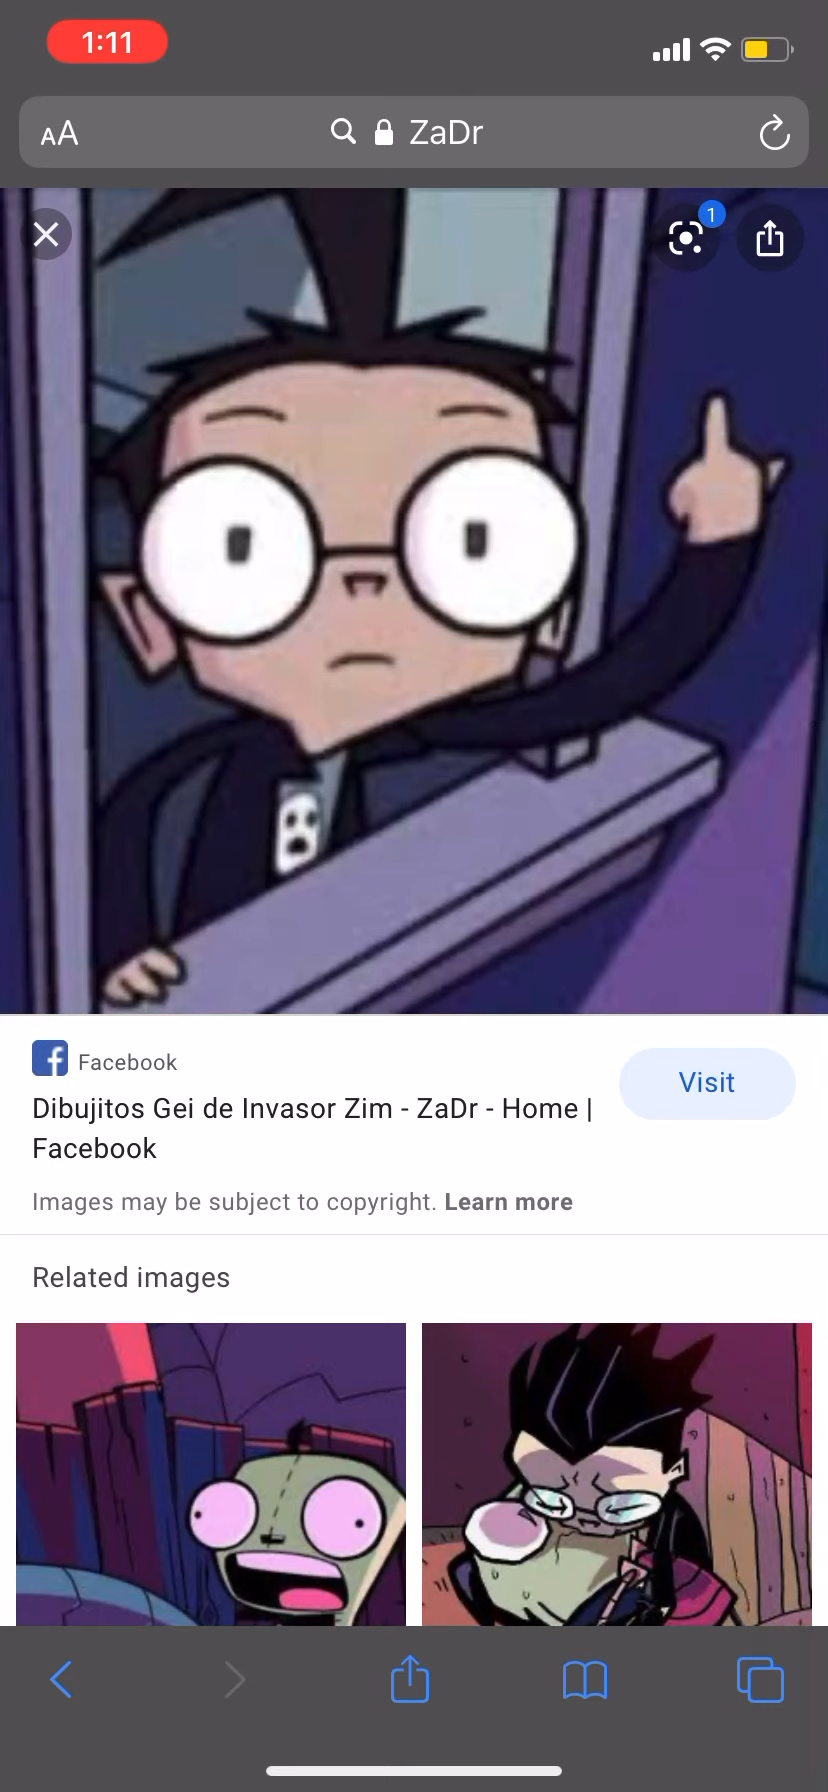 1:11
AA
ZaDr
1
Facebook
Visit
Dibujitos Gei de Invasor Zim - ZaDr - Home |
Facebook
Images may be subject to copyright. Learn more
Related images